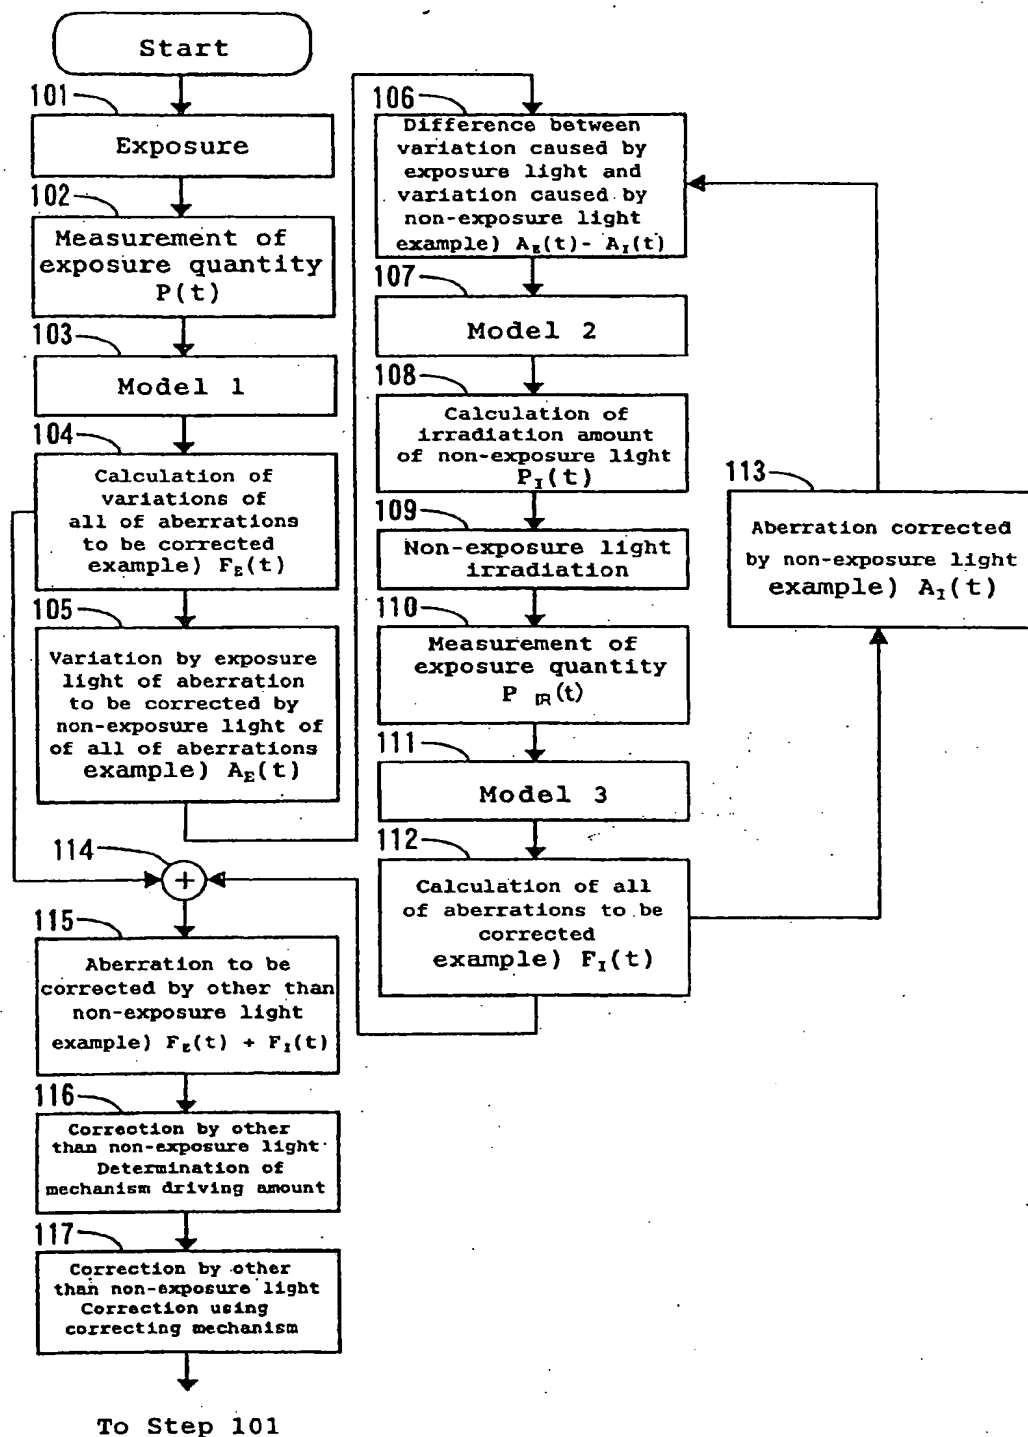 Start
101
Exposure
102
Measurement of
exposure quantity
P(t)
103
Model 1
104
Calculation of
variations of
all of aberrations
to be corrected
example) F_E(t)
105
Variation by exposure
light of aberration
to be corrected by
non-exposure light of
of all of aberrations
example) A_E(t)
106
Difference between
variation caused by
exposure light and
variation caused by
non-exposure light
example) A_E(t)- A_I(t)
107
Model 2
108
Calculation of
irradiation amount
of non-exposure light
P_I(t)
109
Non-exposure light
irradiation
110
Measurement of
exposure quantity
P_IR(t)
111
Model 3
112
Calculation of all
of aberrations to be
corrected
example) F_I(t)
113
Aberration corrected
by non-exposure light
example) A_I(t)
114
+
115
Aberration to be
corrected by other than
non-exposure light
example) F_E(t) + F_I(t)
116
Correction by other
than non-exposure light
Determination of
mechanism driving amount
117
Correction by other
than non-exposure light
Correction using
correcting mechanism
To Step 101